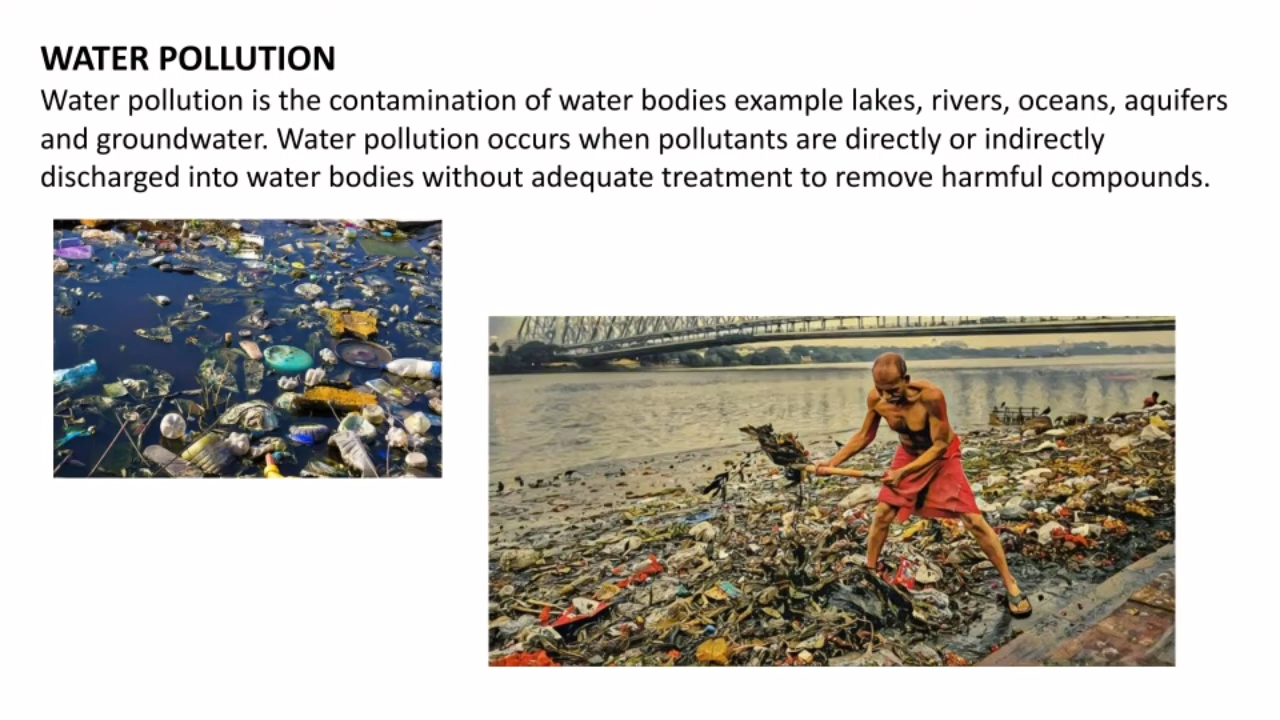 WATER POLLUTION
Water pollution is the contamination of water bodies example lakes, rivers, oceans, aquifers
and groundwater. Water pollution occurs when pollutants are directly or indirectly
discharged into water bodies without adequate treatment to remove harmful compounds.